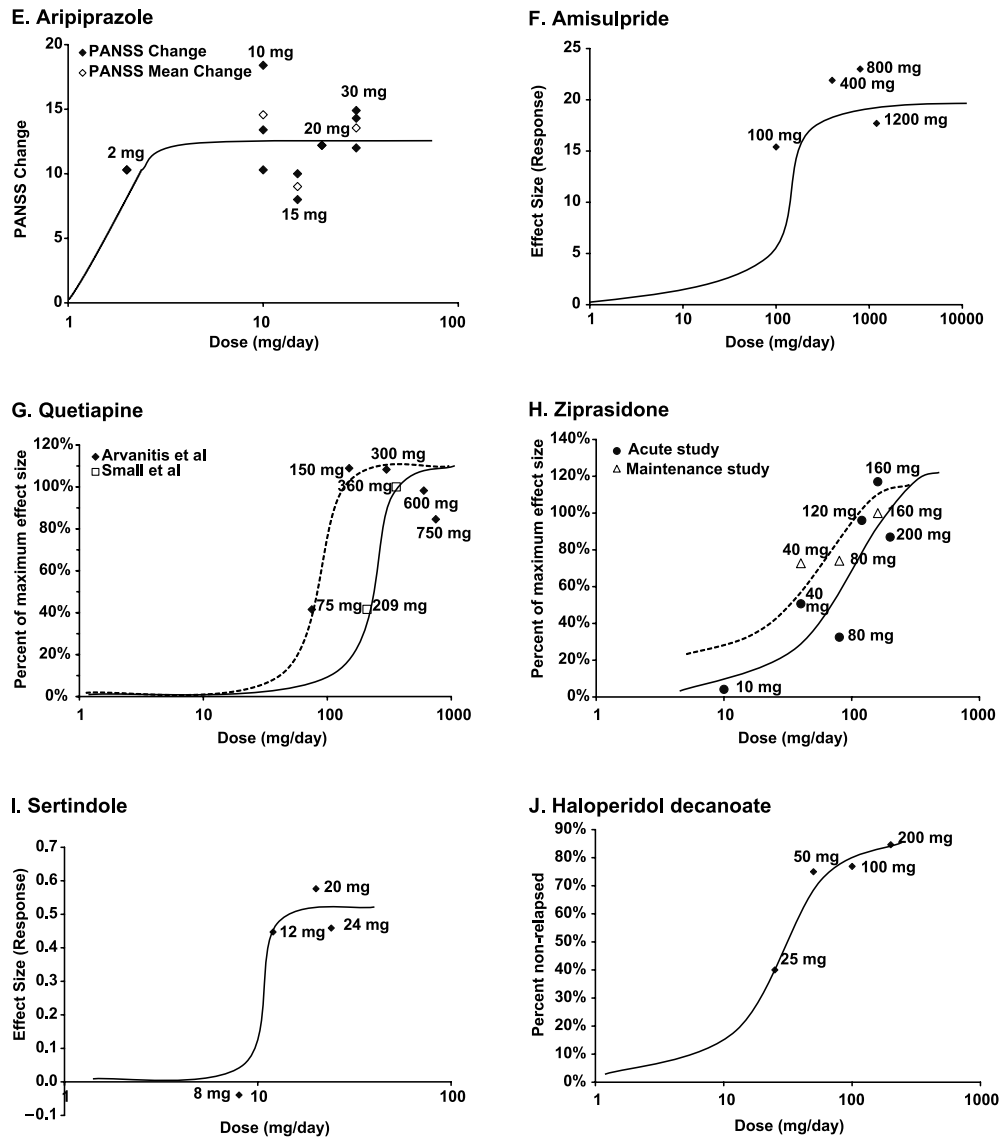 E. Aripiprazole
PANSS Change
PANSS Mean Change
20
15
10
5
0
PANSS Change
10 mg
30 mg
20 mg
2 mg
15 mg
1
10
100
Dose (mg/day)
F. Amisulpride
25
20
15
10
5
0
Effect Size (Response)
800 mg
400 mg
100 mg
1200 mg
1
10
100
1000
10000
Dose (mg/day)
G. Quetiapine
Arvanitis et al
Small et al
120%
100%
80%
60%
40%
20%
0%
Percent of maximum effect size
300 mg
150 mg
360 mg
600 mg
750 mg
75 mg
209 mg
1
10
100
1000
Dose (mg/day)
H. Ziprasidone
Acute study
Maintenance study
140%
120%
100%
80%
60%
40%
20%
0%
Percent of maximum effect size
160 mg
120 mg
160 mg
200 mg
40 mg
80 mg
40
mg
80 mg
10 mg
1
10
100
1000
Dose (mg/day)
I. Sertindole
0.7
0.6
0.5
0.4
0.3
0.2
0.1
0.0
–0.1
Effect Size (Response)
20 mg
12 mg
24 mg
8 mg
1
10
100
Dose (mg/day)
J. Haloperidol decanoate
90%
80%
70%
60%
50%
40%
30%
20%
10%
0%
Percent non-relapsed
200 mg
50 mg
100 mg
25 mg
1
10
100
1000
Dose (mg/day)